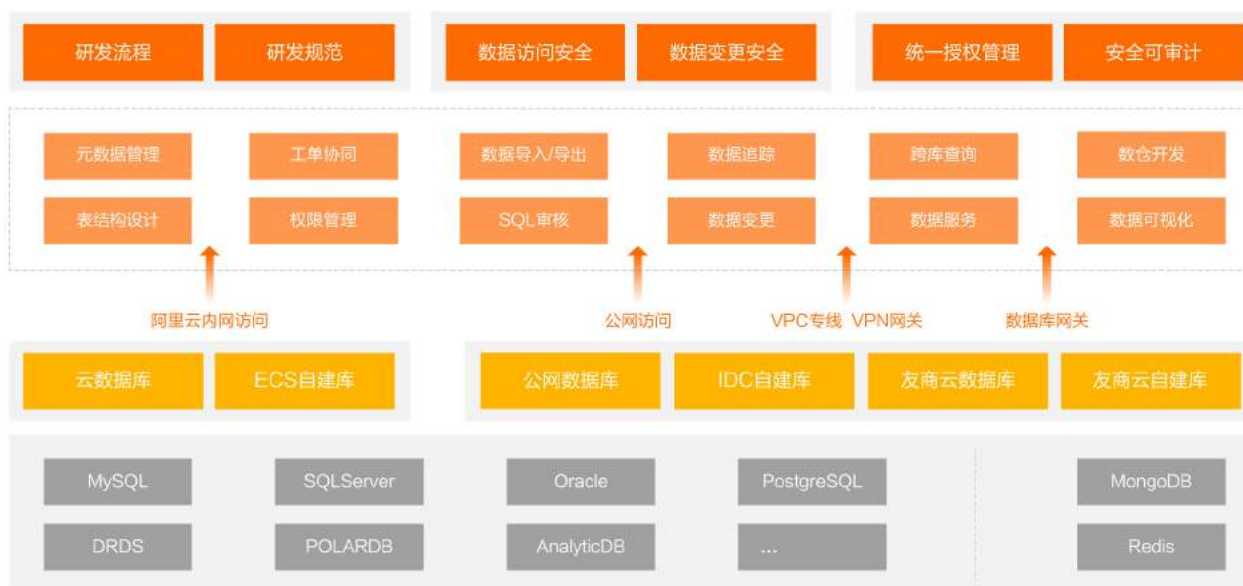 研发流程 研发规范 数据访问安全 数据变更安全 统一授权管理 安全可审计
元数据管理 工单协同 数据导入/导出 数据追踪 跨库查询 数仓开发
表结构设计 权限管理 SQL审核 数据变更 数据服务 数据可视化
阿里云内网访问 公网访问 VPC专线 VPN网关 数据库网关
云数据库 ECS自建库 公网数据库 IDC自建库 友商云数据库 友商云自建库
MySQL SQLServer Oracle PostgreSQL MongoDB
DRDS POLARDB AnalyticDB ... Redis